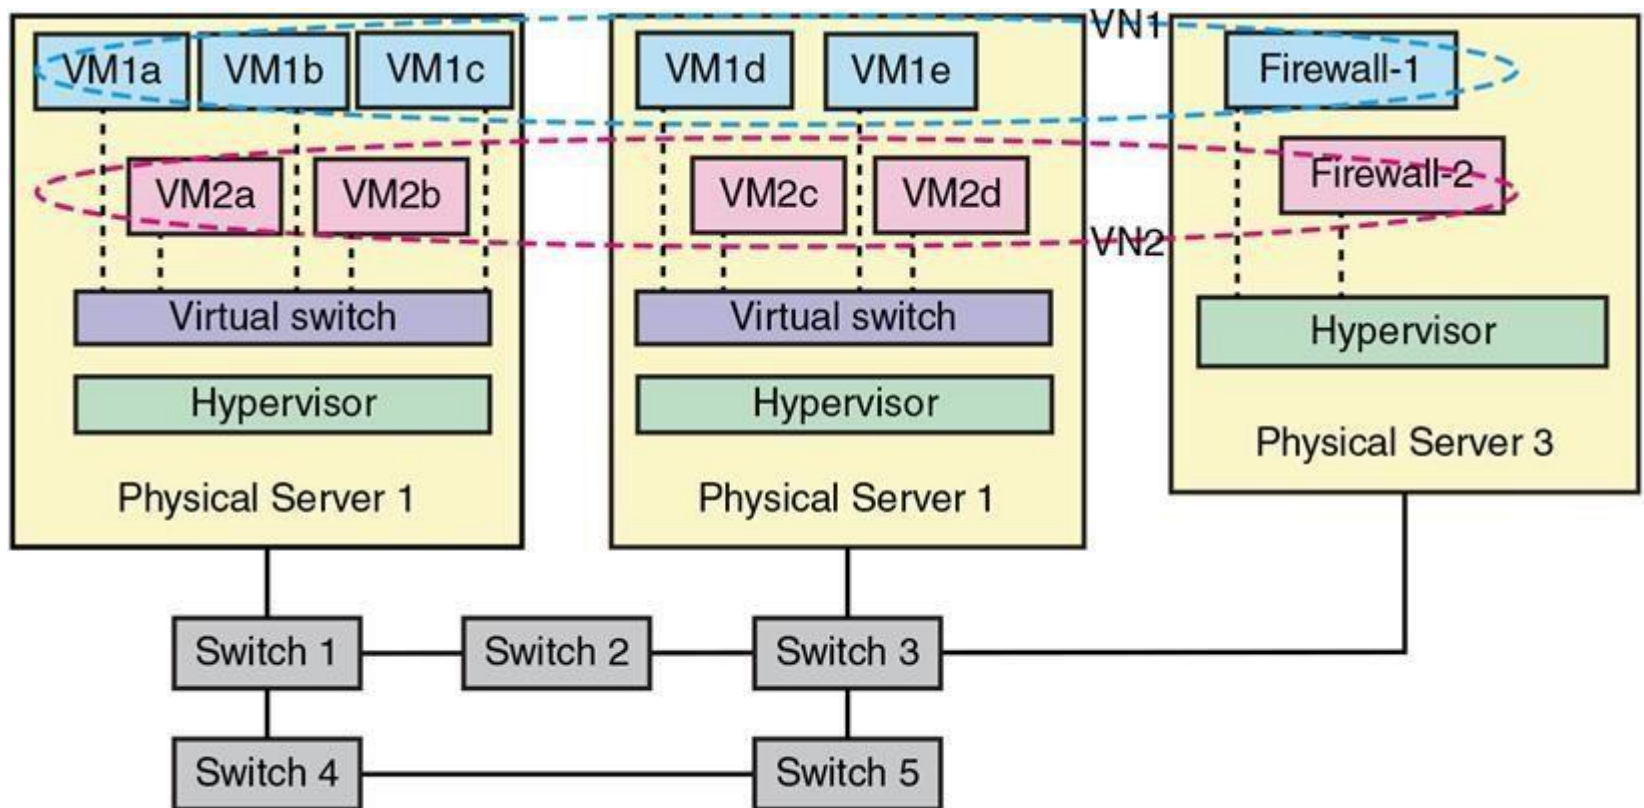 VN1
VM1a
VM1b
VM1c
VM1d
VM1e
Firewall-1
VM2a
VM2b
VM2c
VM2d
Firewall-2
VN2
Virtual switch
Virtual switch
Hypervisor
Hypervisor
Hypervisor
Physical Server 1
Physical Server 1
Physical Server 3
Switch 1
Switch 2
Switch 3
Switch 4
Switch 5